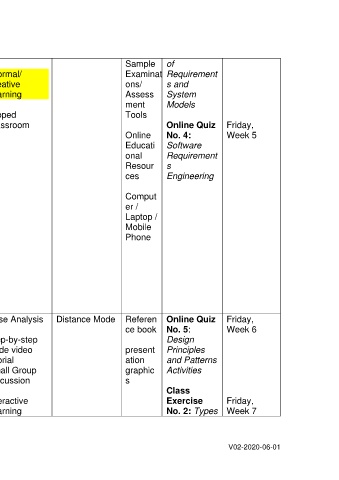 ormal/
eative
arning
ped
ssroom
Sample
Examinat
ons/
Assess
ment
Tools
Online
Educati
onal
Resour
ces
Comput
er /
Laptop /
Mobile
Phone
of
Requirement
s and
System
Models
Online Quiz
No. 4:
Software
Requirement
s
Engineering
Friday,
Week 5
se Analysis
p-by-step
de video
orial
all Group
cussion
eractive
arning
Distance Mode
Referen
ce book
present
ation
graphic
s
Online Quiz
No. 5:
Design
Principles
and Patterns
Activities
Class
Exercise
No. 2: Types
Friday,
Week 6
Friday,
Week 7
V02-2020-06-01